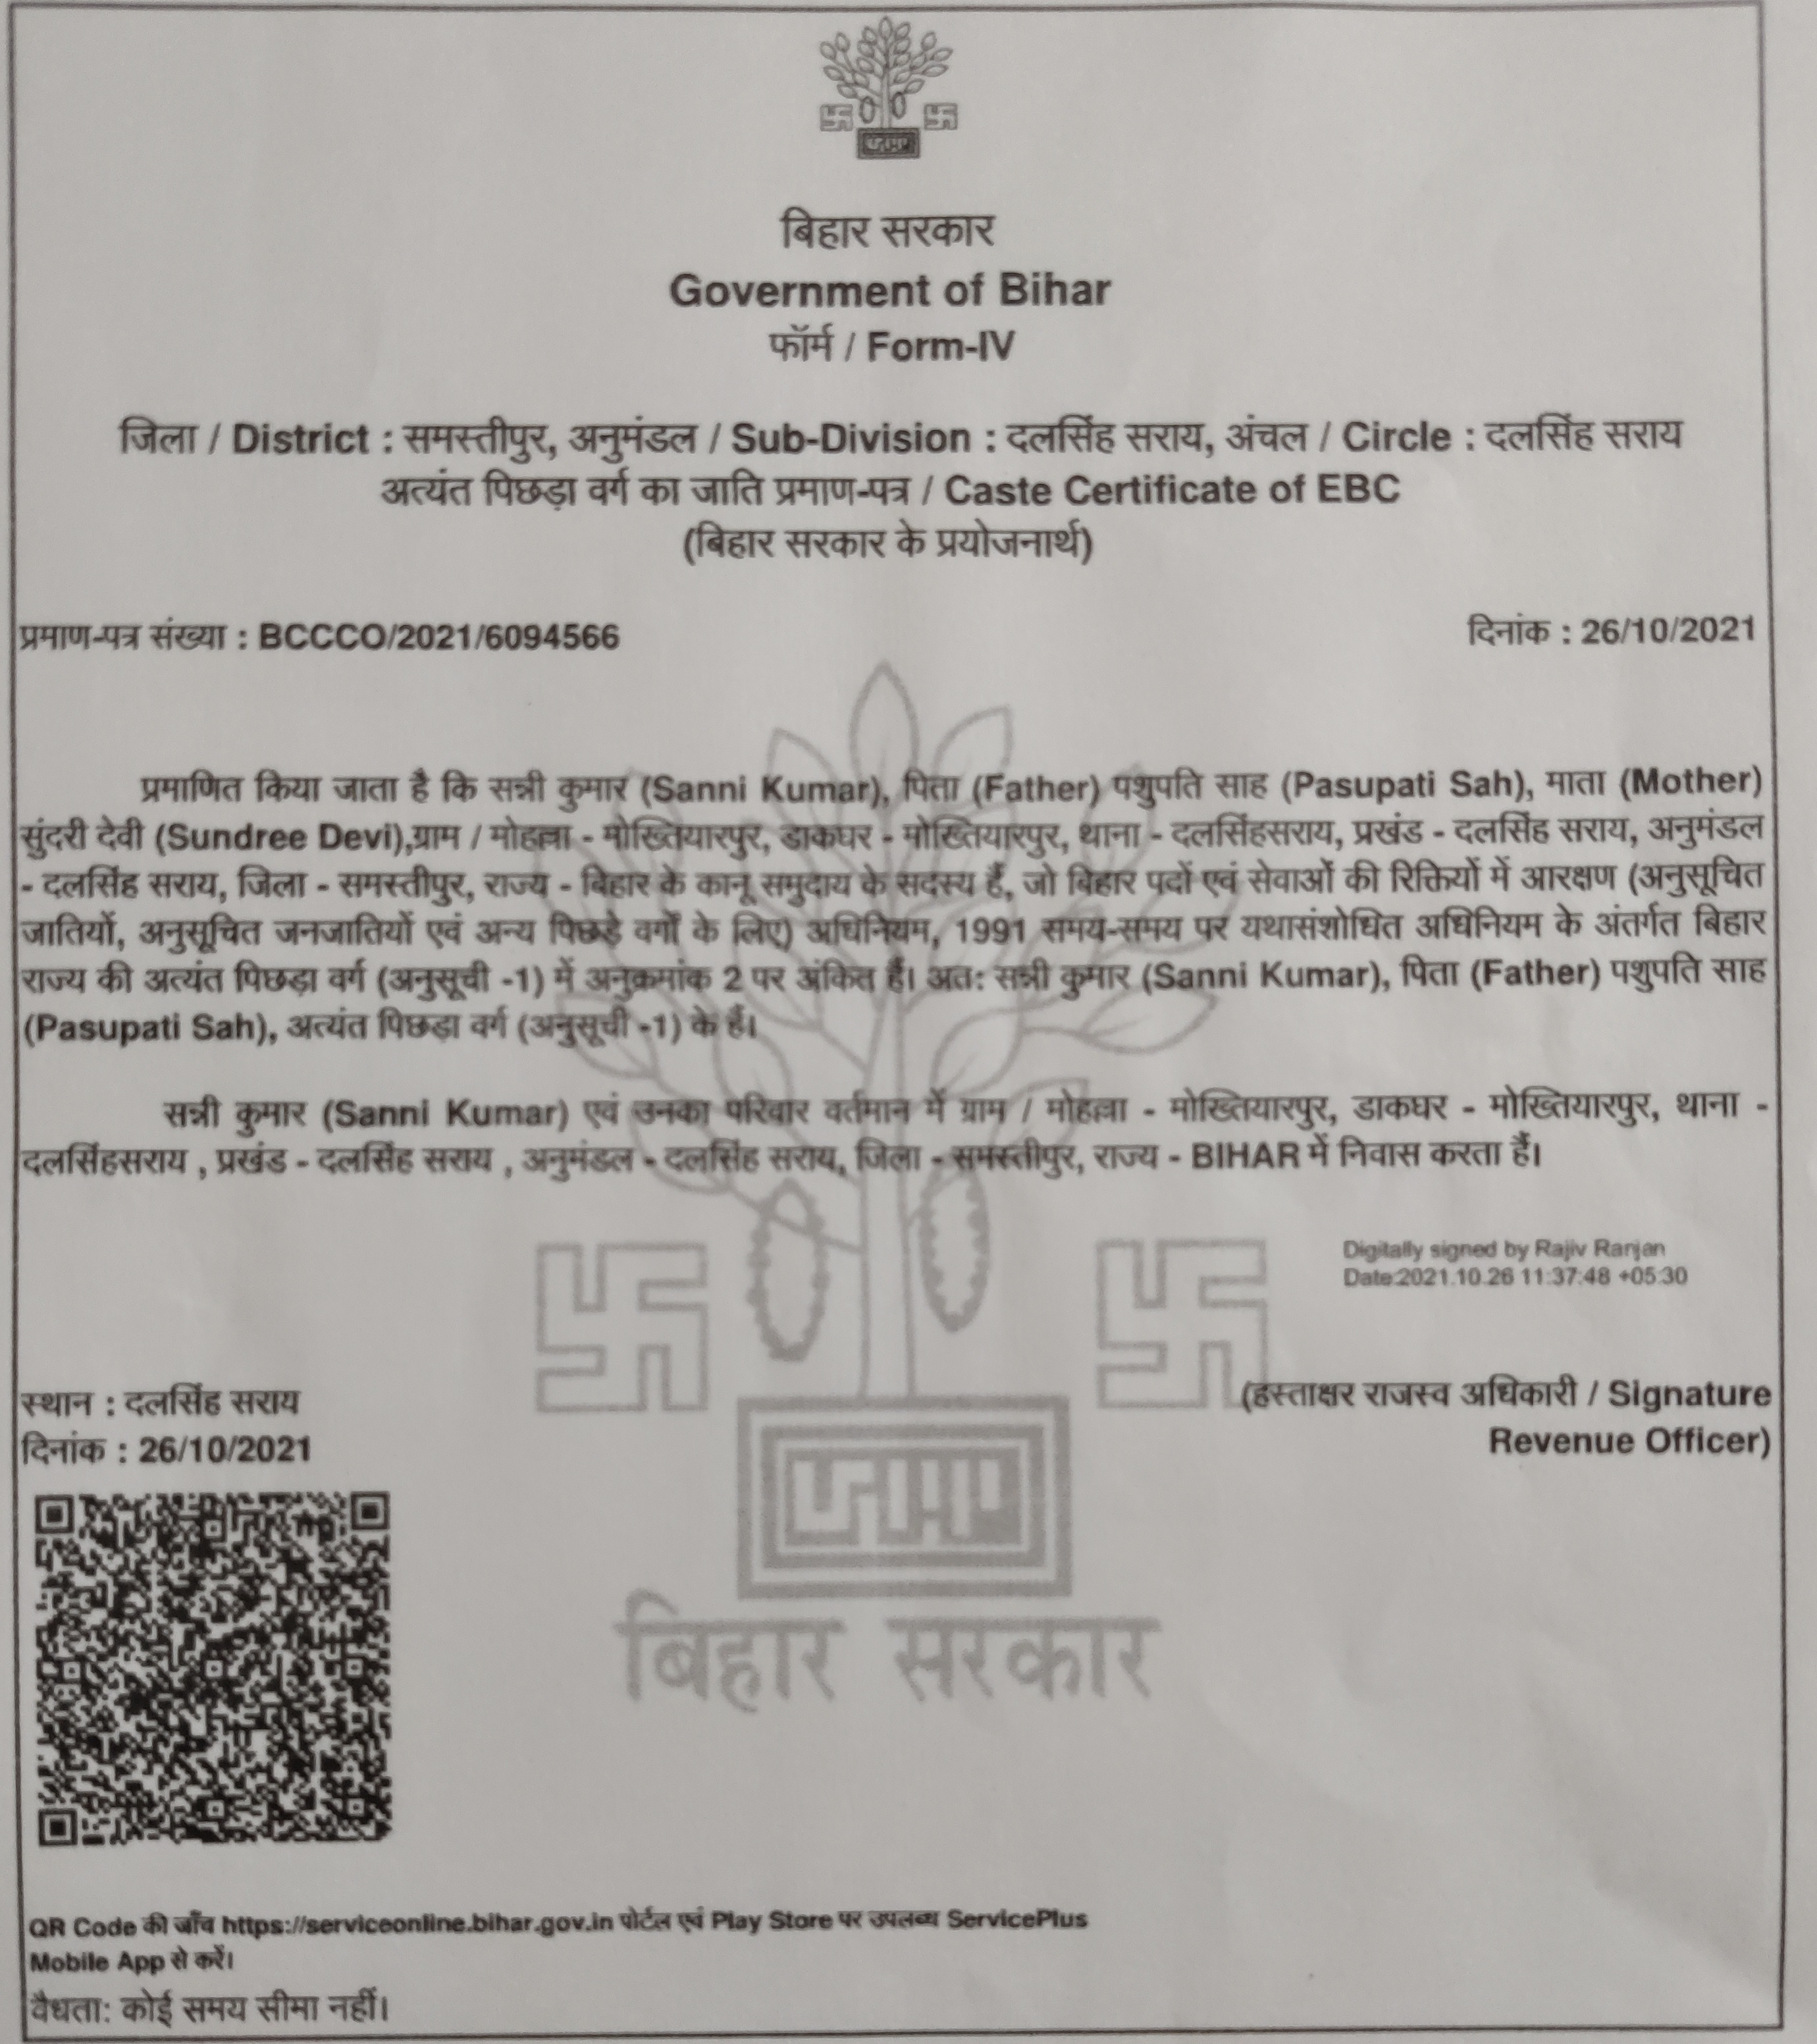 बिहार सरकार
Government of Bihar
फॉर्म / Form-IV
जिला / District : समस्तीपुर, अनुमंडल / Sub-Division : दलसिंह सराय, अंचल / Circle : दलसिंह सराय
अत्यंत पिछड़ा वर्ग का जाति प्रमाण-पत्र / Caste Certificate of EBC
(बिहार सरकार के प्रयोजनार्थ)
प्रमाण-पत्र संख्या : BCCCO/2021/6094566 दिनांक : 26/10/2021
प्रमाणित किया जाता है कि सन्नी कुमार (Sanni Kumar), पिता (Father) पशुपति साह (Pasupati Sah), माता (Mother)
सुंदरी देवी (Sundree Devi),ग्राम / मोहल्ला - मोख्तियारपुर, डाकघर - मोख्तियारपुर, थाना - दलसिंहसराय, प्रखंड - दलसिंह सराय, अनुमंडल
- दलसिंह सराय, जिला - समस्तीपुर, राज्य - बिहार के कानू समुदाय के सदस्य हैं, जो बिहार पदों एवं सेवाओं की रिक्तियों में आरक्षण (अनुसूचित
जातियों, अनुसूचित जनजातियों एवं अन्य पिछड़े वर्गों के लिए) अधिनियम, 1991 समय-समय पर यथासंशोधित अधिनियम के अंतर्गत बिहार
राज्य की अत्यंत पिछड़ा वर्ग (अनुसूची -1) में अनुक्रमांक 2 पर अंकित हैं। अत: सन्नी कुमार (Sanni Kumar), पिता (Father) पशुपति साह
(Pasupati Sah), अत्यंत पिछड़ा वर्ग (अनुसूची -1) के हैं।
सन्नी कुमार (Sanni Kumar) एवं उनका परिवार वर्तमान में ग्राम / मोहल्ला - मोख्तियारपुर, डाकघर - मोख्तियारपुर, थाना -
दलसिंहसराय , प्रखंड - दलसिंह सराय , अनुमंडल - दलसिंह सराय, जिला - समस्तीपुर, राज्य - BIHAR में निवास करता हैं।
Digitally signed by Rajiv Ranjan
Date:2021.10.26 11:37:48 +05:30
स्थान : दलसिंह सराय
दिनांक : 26/10/2021
(हस्ताक्षर राजस्व अधिकारी / Signature
Revenue Officer)
बिहार सरकार
QR Code की जाँच https://serviceonline.bihar.gov.in पोर्टल एवं Play Store पर उपलब्ध ServicePlus
Mobile App से करें।
वैधता: कोई समय सीमा नहीं।